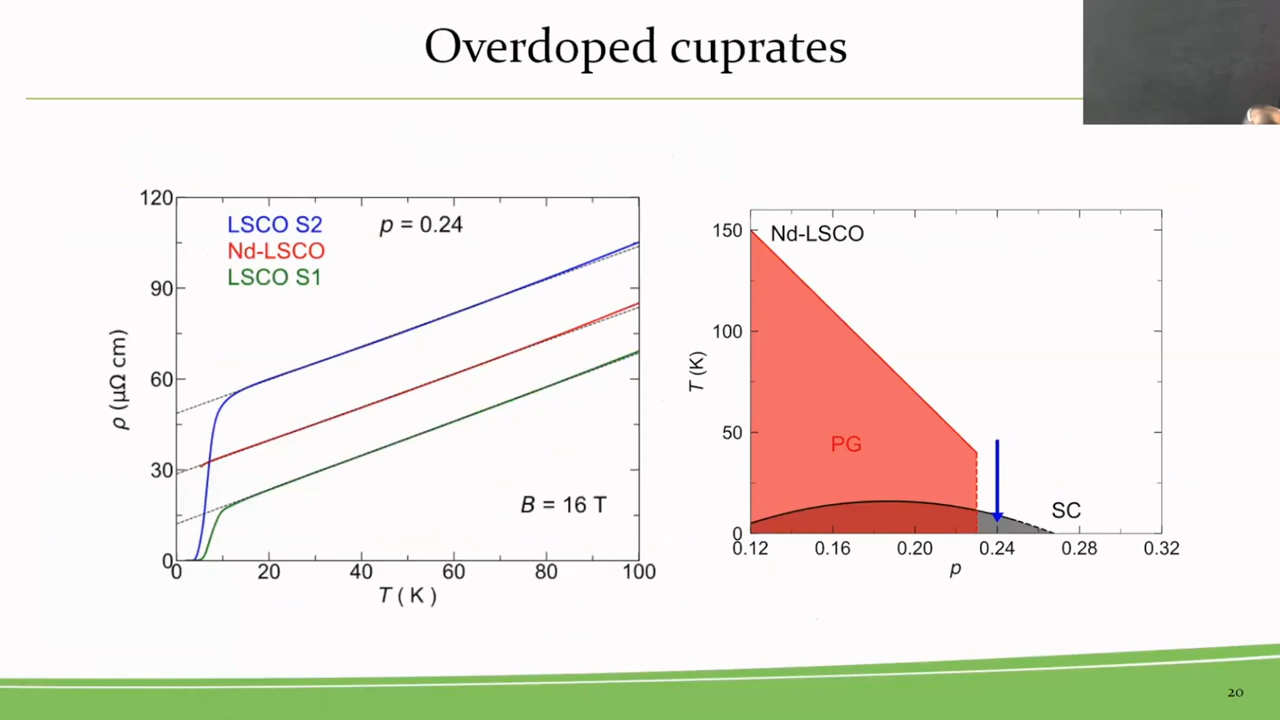 Overdoped cuprates
120
90
60
30
0
0
20
40
60
80
100
ρ (μΩ cm)
T ( K )
LSCO S2
Nd-LSCO
LSCO S1
p = 0.24
B = 16 T
150
100
50
0
0.12
0.16
0.20
0.24
0.28
0.32
T (K)
p
Nd-LSCO
PG
SC
20